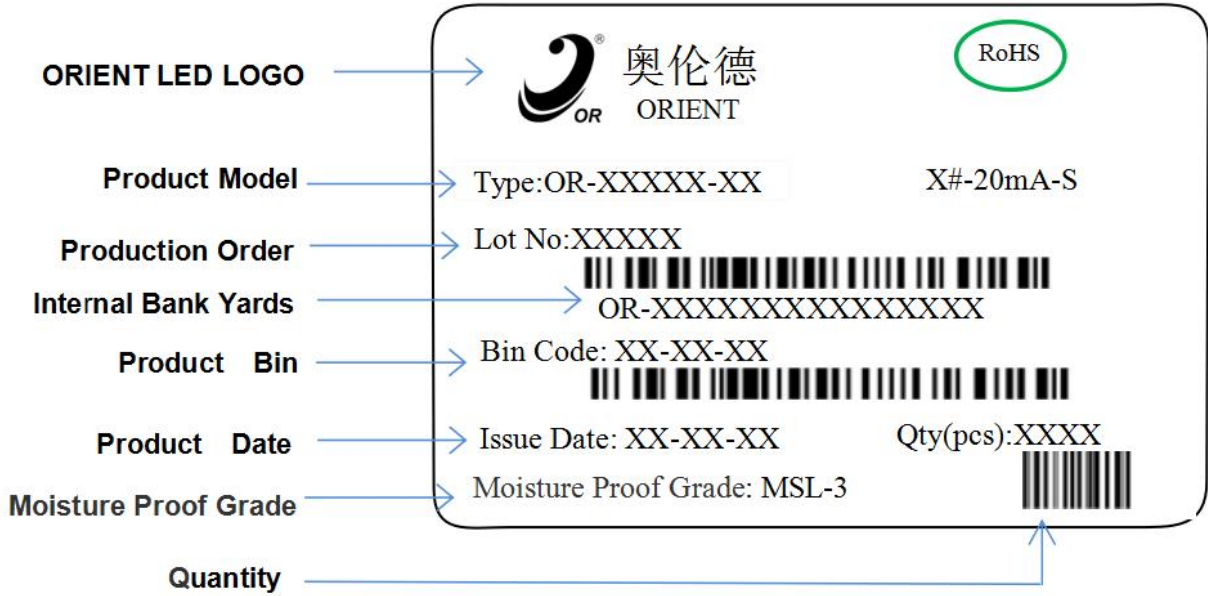 ORIENT LED LOGO
®
奥伦德
OR
ORIENT
RoHS
Product Model
Type:OR-XXXXX-XX
X#-20mA-S
Production Order
Lot No:XXXXX
Internal Bank Yards
OR-XXXXXXXXXXXXXXX
Product Bin
Bin Code: XX-XX-XX
Product Date
Issue Date: XX-XX-XX
Qty(pcs):XXXX
Moisture Proof Grade
Moisture Proof Grade: MSL-3
Quantity